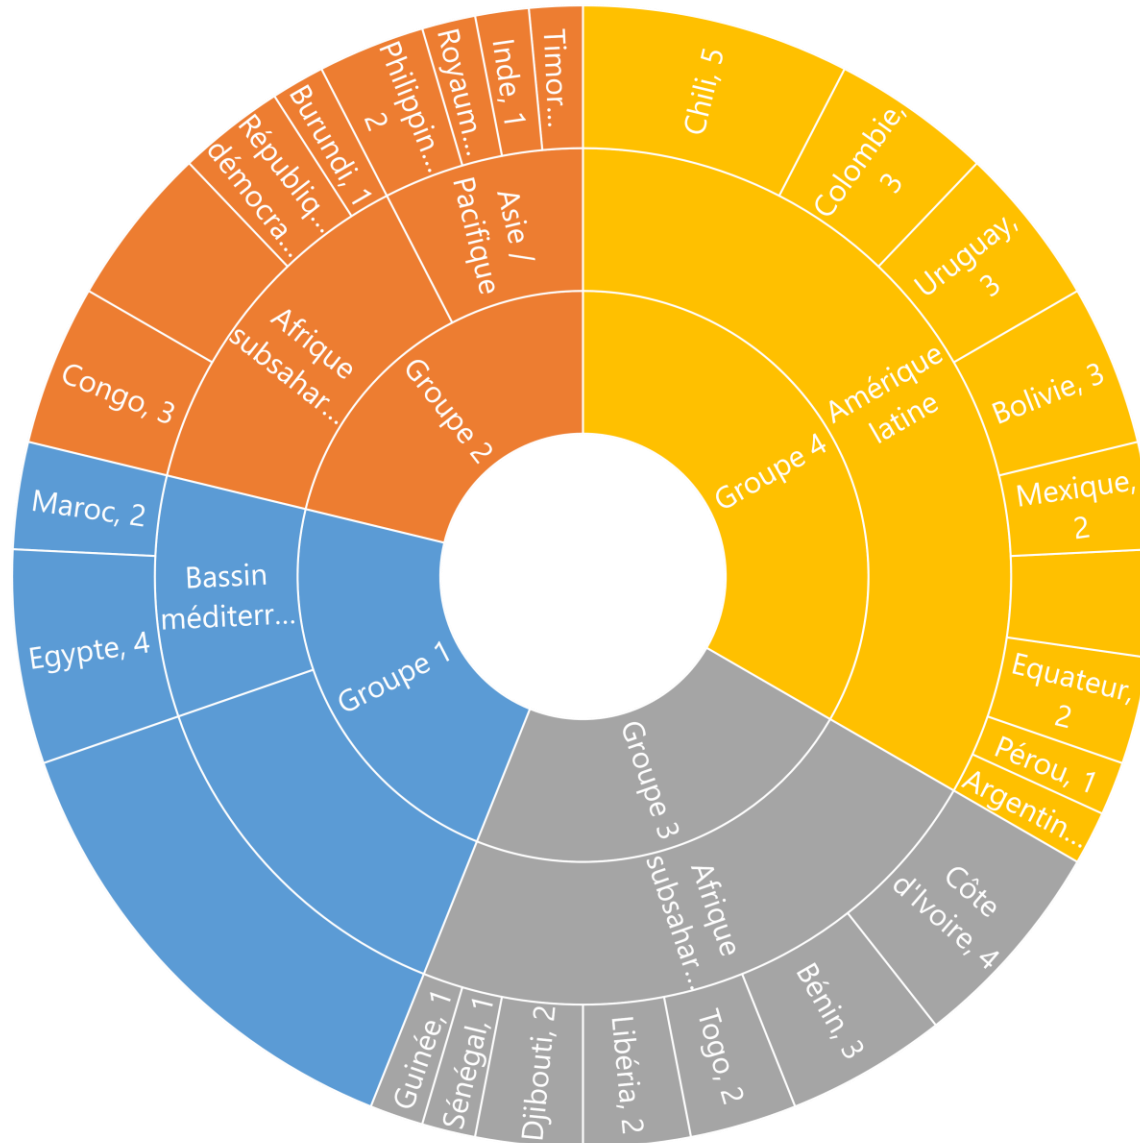 Chili, 5
Colombie,
3
Uruguay,
3
Bolivie, 3
Mexique,
2
Equateur,
2
Pérou, 1
Argentin...
Amérique
latine
Groupe 4
Côte
d'Ivoire, 4
Bénin, 3
Togo, 2
Libéria, 2
Djibouti, 2
Sénégal, 1
Guinée, 1
Afrique
subsahar...
Groupe 3
Egypte, 4
Maroc, 2
Bassin
méditerr...
Groupe 1
Congo, 3
Républiq...
démocra...
Burundi, 1
Afrique
subsahar...
Philippin...
2
Royaum...
Inde, 1
Timor...
Asie /
Pacifique
Groupe 2